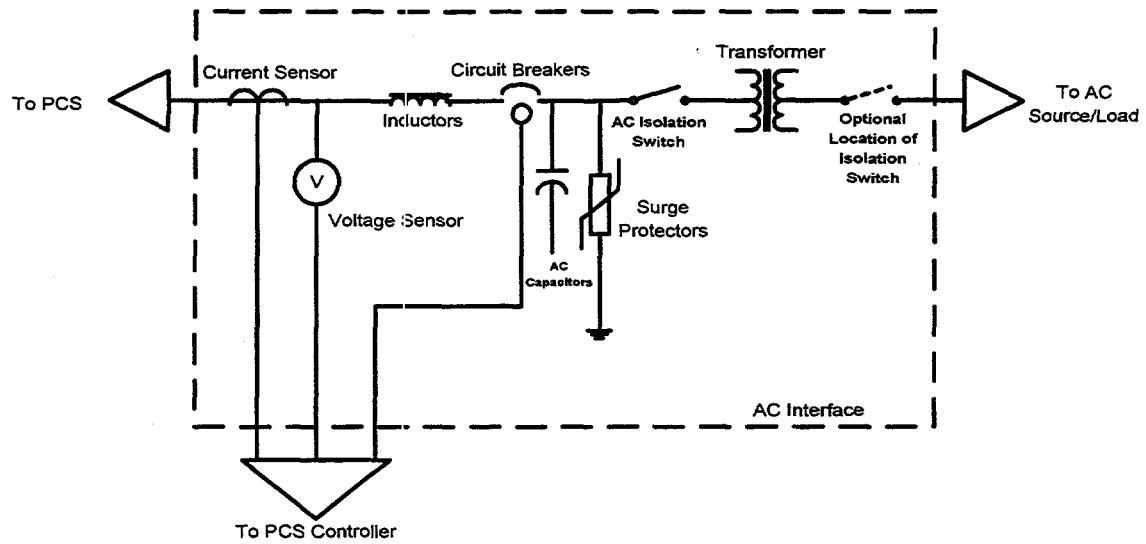 Transformer
Circuit Breakers
Current Sensor
To PCS
Inductors
AC Isolation
Switch
Optional
Location of
Isolation
Switch
To AC
Source/Load
V
Voltage Sensor
Surge
Protectors
AC
Capacitors
AC Interface
To PCS Controller